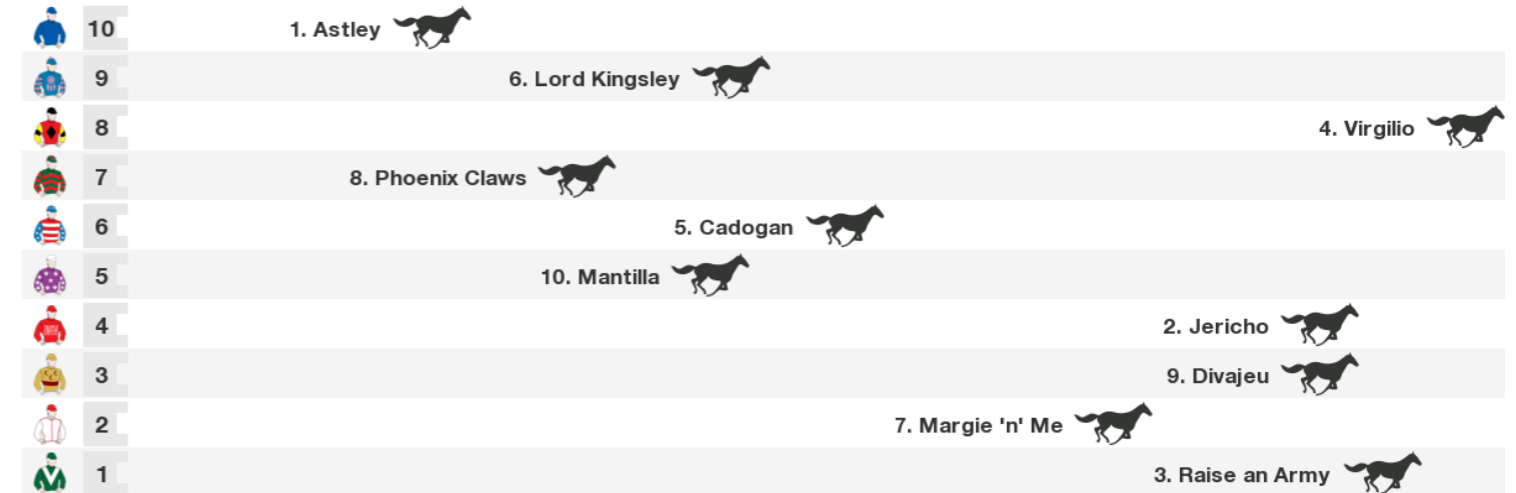 10 1. Astley
9 6. Lord Kingsley
8 4. Virgilio
7 8. Phoenix Claws
6 5. Cadogan
5 10. Mantilla
4 2. Jericho
3 9. Divajeu
2 7. Margie 'n' Me
1 3. Raise an Army